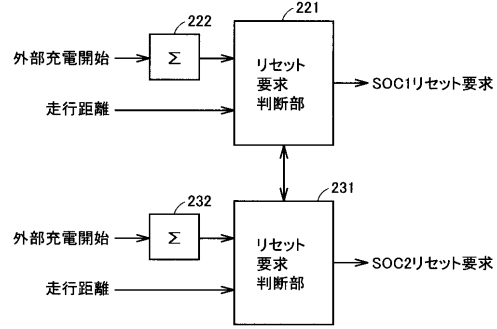 222
221
外部充電開始
Σ
リセット
要求
判断部
SOC1リセット要求
走行距離
232
231
外部充電開始
Σ
リセット
要求
判断部
SOC2リセット要求
走行距離